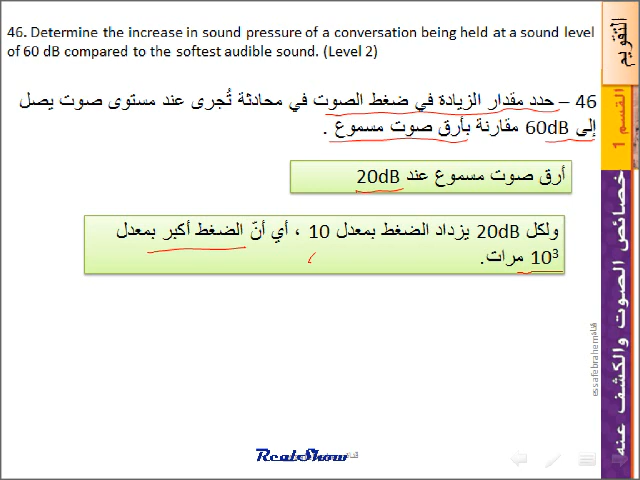 46. Determine the increase in sound pressure of a conversation being held at a sound level
of 60 dB compared to the softest audible sound. (Level 2)
46 – حدد مقدار الزيادة في ضغط الصوت في محادثة تُجرى عند مستوى صوت يصل
إلى 60dB مقارنة بأرق صوت مسموع .
أرق صوت مسموع عند 20dB
ولكل 20dB يزداد الضغط بمعدل 10 ، أي أنّ الضغط أكبر بمعدل
10³ مرات.
التقويم
القسم 1
خصائص الصوت والكشف عنه
قناة essafebrahem
RealShow
قناة